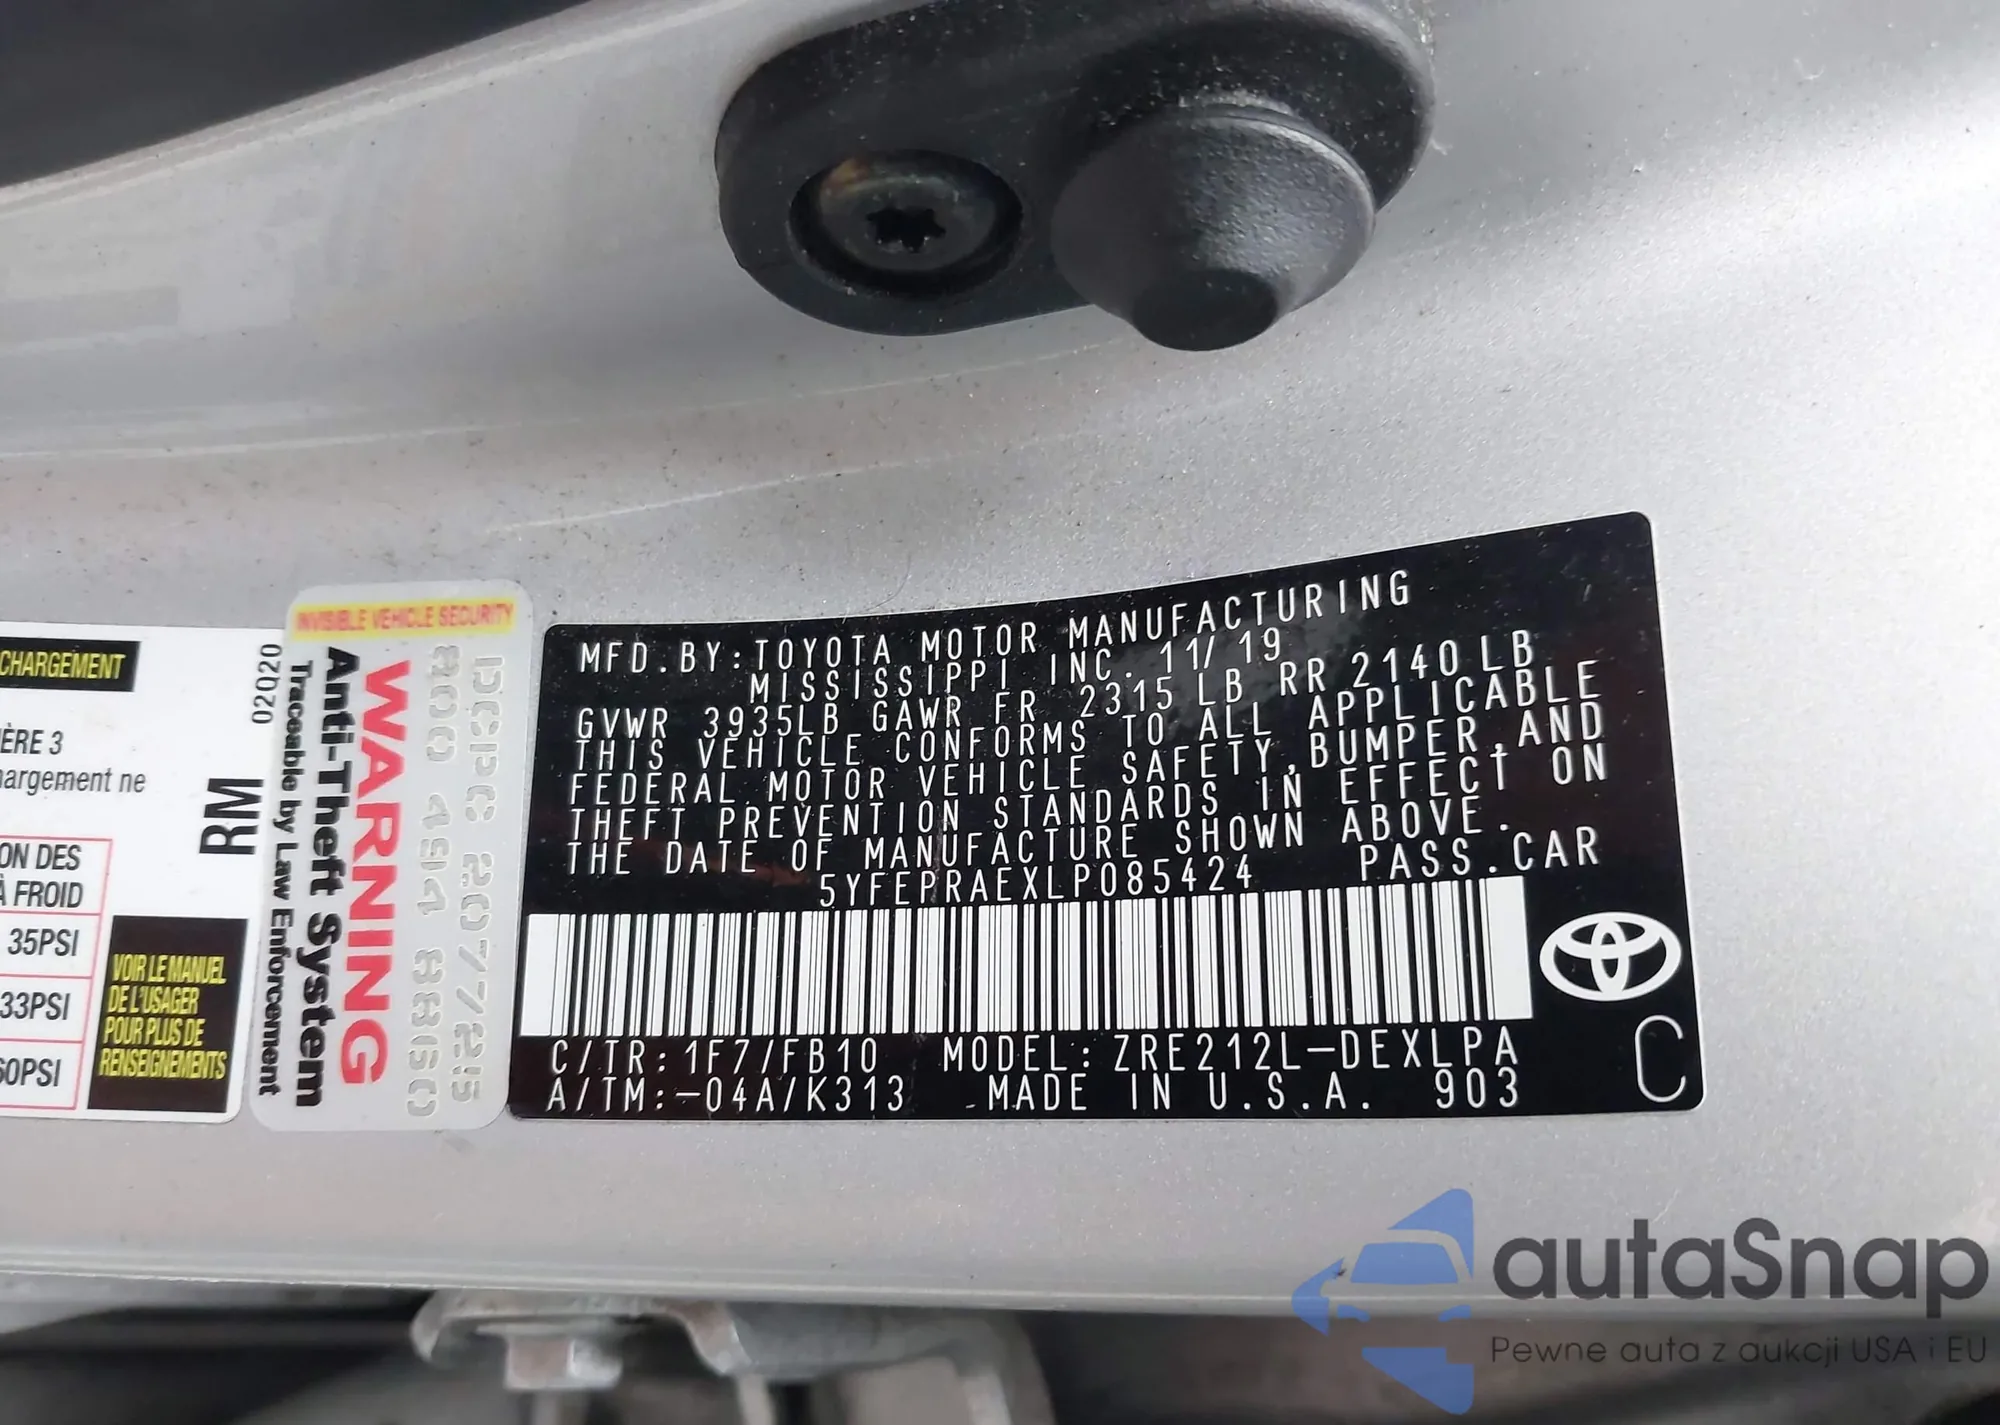 MFD.BY:TOYOTA MOTOR MANUFACTURING
MISSISSIPPI INC. 11/19
GVWR 3935LB GAWR FR 2315 LB RR 2140 LB
THIS VEHICLE CONFORMS TO ALL APPLICABLE
FEDERAL MOTOR VEHICLE SAFETY,BUMPER,AND
THEFT PREVENTION STANDARDS IN EFFECT ON
THE DATE OF MANUFACTURE SHOWN ABOVE.
5YFEPRAEXLP085424 PASS.CAR
C/TR:1F7/FB10 MODEL:ZRE212L-DEXLPA
A/TM:-04A/K313 MADE IN U.S.A. 903
C
INVISIBLE VEHICLE SECURITY
WARNING
Anti-Theft System
Traceable by Law Enforcement
CHARGEMENT
02020
RM
ÈRE 3
hargement ne
ON DES
À FROID
35PSI
33PSI
60PSI
VOIR LE MANUEL
DE L'USAGER
POUR PLUS DE
RENSEIGNEMENTS
autaSnap
Pewne auta z aukcji USA i EU